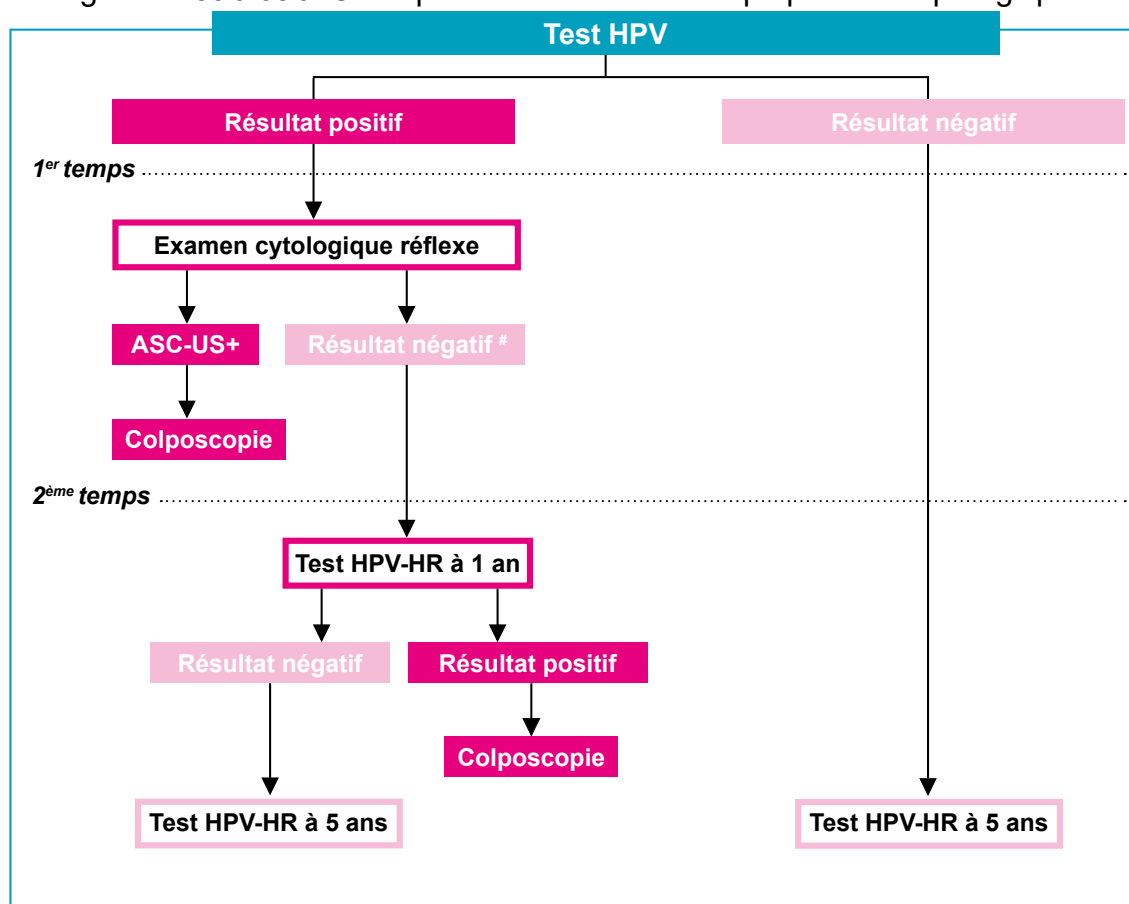 Test HPV
Résultat positif
Résultat négatif
1er temps
Examen cytologique réflexe
ASC-US+
Résultat négatif #
Colposcopie
2ème temps
Test HPV-HR à 1 an
Résultat négatif
Résultat positif
Colposcopie
Test HPV-HR à 5 ans
Test HPV-HR à 5 ans